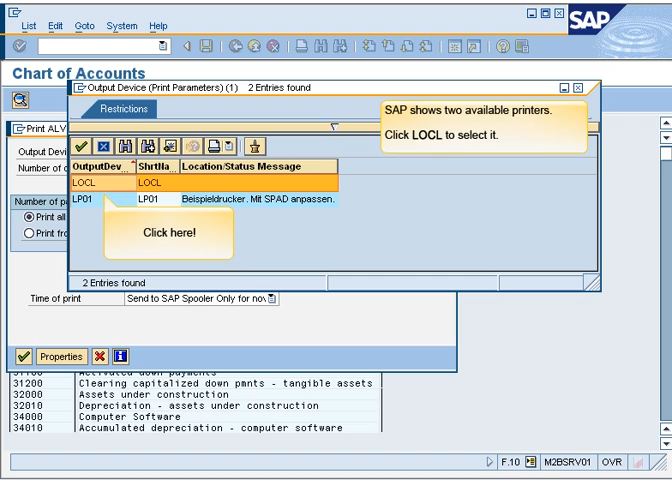 List Edit Goto System Help
SAP
Chart of Accounts
Output Device (Print Parameters) (1) 2 Entries found
Restrictions
SAP shows two available printers.
Click LOCL to select it.
Print ALV
Output Devi
Number of c
OutputDev ShrtNa Location/Status Message
LOCL LOCL
LP01 LP01 Beispieldrucker. Mit SPAD anpassen.
Number of pa
Print all
Print fro
Click here!
2 Entries found
Time of print Send to SAP Spooler Only for nov
Properties
31100 Activated down payments
31200 Clearing capitalized down pmnts - tangible assets
32000 Assets under construction
32010 Depreciation - assets under construction
34000 Computer Software
34010 Accumulated depreciation - computer software
F.10 M2BSRV01 OVR